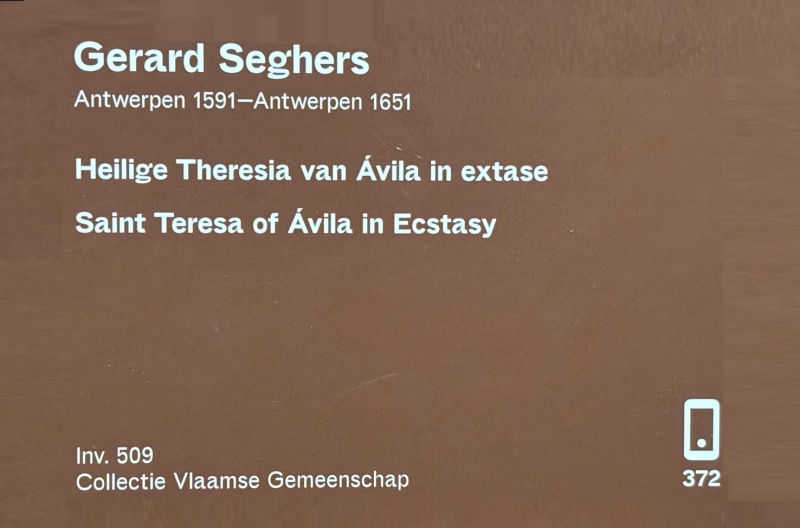 Gerard Seghers
Antwerpen 1591—Antwerpen 1651
Heilige Theresia van Ávila in extase
Saint Teresa of Ávila in Ecstasy
Inv. 509
Collectie Vlaamse Gemeenschap
372